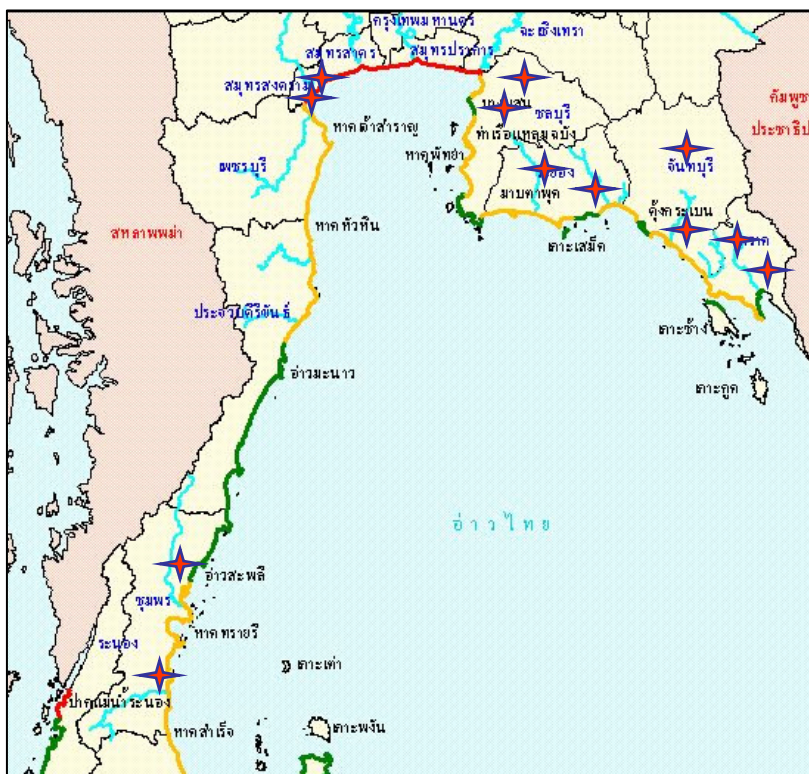 กรุงเทพมหานคร
ฉะเชิงเทรา
สมุทรสาคร
สมุทรปราการ
สมุทรสงคราม
ชลบุรี
กัมพูชา
ประชาธิป
ท่าเรือแหลมฉบัง
หาดเจ้าสำราญ
หาดพัทยา
เพชรบุรี
จันทบุรี
มาบตาพุด
คุ้งกระเบน
สหภาพพม่า
หาดหัวหิน
เกาะเสม็ด
ประจวบคีรีขันธ์
เกาะช้าง
อ่าวมะนาว
เกาะกูด
อ่าวไทย
อ่าวสะพลี
ชุมพร
หาดทรายรี
ระนอง
เกาะเต่า
ปากแม่น้ำระนอง
หาดสำเร็จ
เกาะพงัน